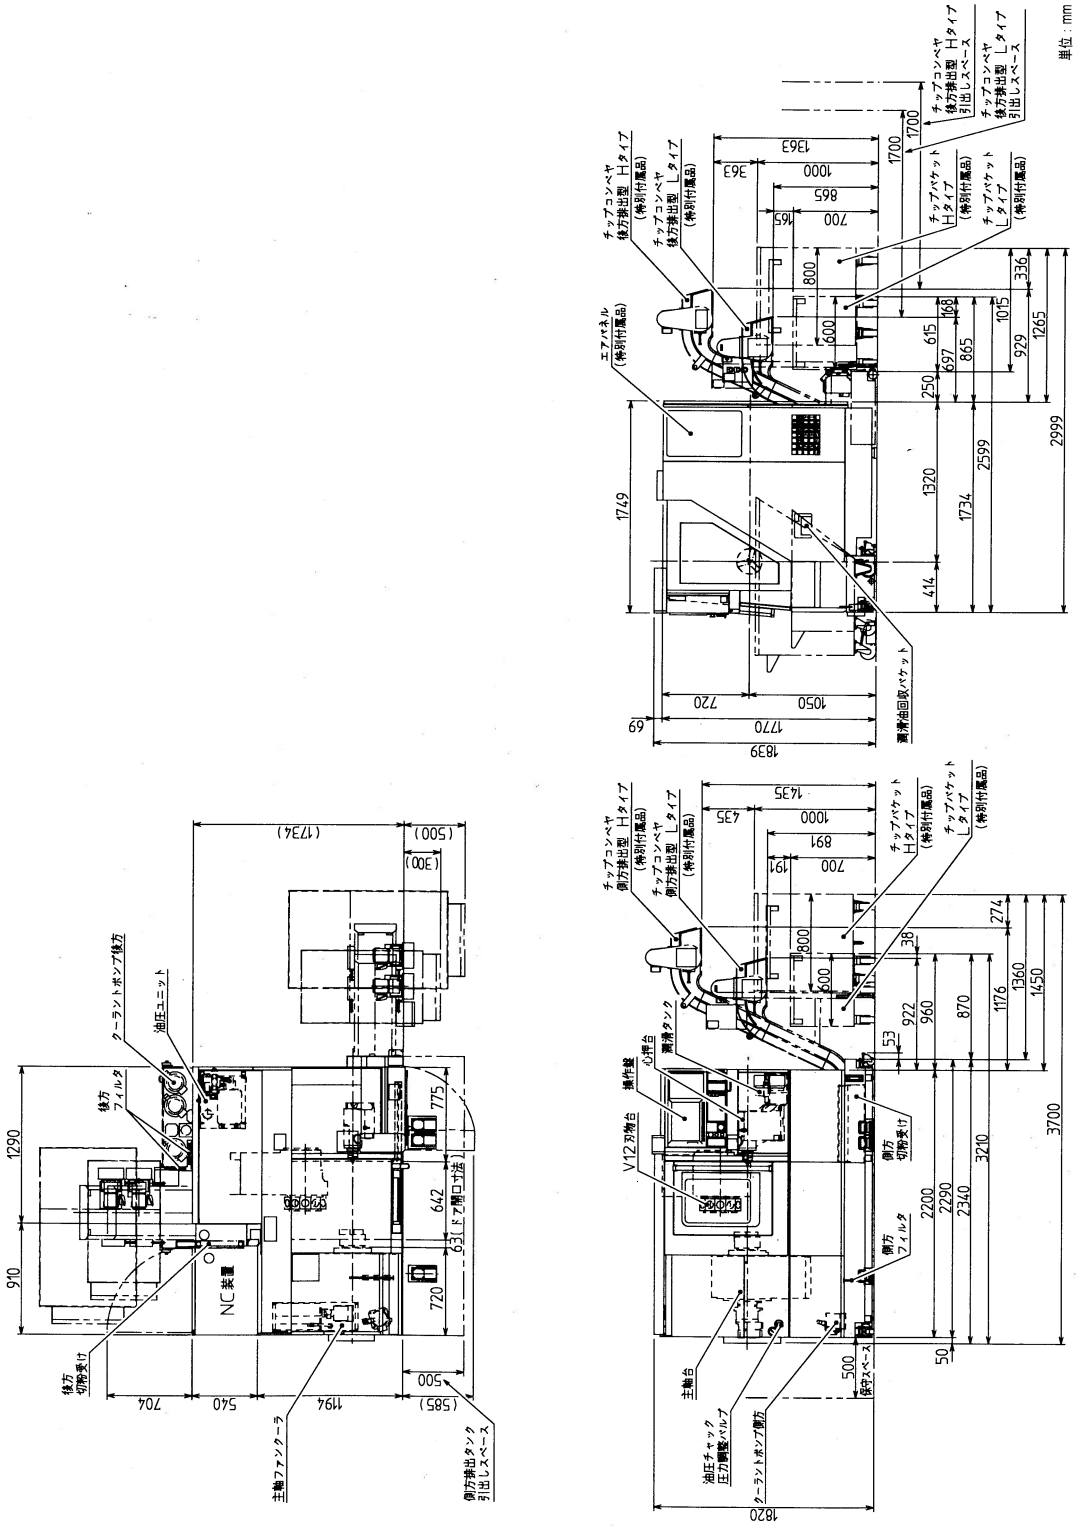 1290
910
775
642
63(ドア開口寸法)
720
(1734)
(500)
(300)
704
540
1194
500
(585)
クーラントポンプ後方
油圧ユニット
後方
フィルタ
NC装置
後方
切粉受け
主軸ファンクーラ
側方排出タンク
引出しスペース
単位:mm
チップコンベヤ
後方排出型 Hタイプ
引出しスペース
チップコンベヤ
後方排出型 Lタイプ
引出しスペース
1700
1700
チップコンベヤ
後方排出型 Hタイプ
(特別付属品)
チップコンベヤ
後方排出型 Lタイプ
(特別付属品)
エアパネル
(特別付属品)
チップバケット
Hタイプ
(特別付属品)
チップバケット
Lタイプ
(特別付属品)
1363
363
1000
865
165
700
800
600
336
1015
168
615
697
865
929
1265
250
1320
1734
2599
2999
414
1749
69
720
1050
1770
1839
潤滑油回収バケット
チップコンベヤ
側方排出型 Hタイプ
(特別付属品)
チップコンベヤ
側方排出型 Lタイプ
(特別付属品)
チップバケット
Hタイプ
(特別付属品)
チップバケット
Lタイプ
(特別付属品)
1435
435
1000
891
191
700
800
600
274
38
922
960
870
1176
1360
1450
53
2200
2290
2340
3210
3700
50
500
保守スペース
1820
潤滑タンク
心押台
操作盤
V12刃物台
側方
切粉受け
側方
フィルタ
主軸台
油圧チャック
圧力調整バルブ
クーラントポンプ側方